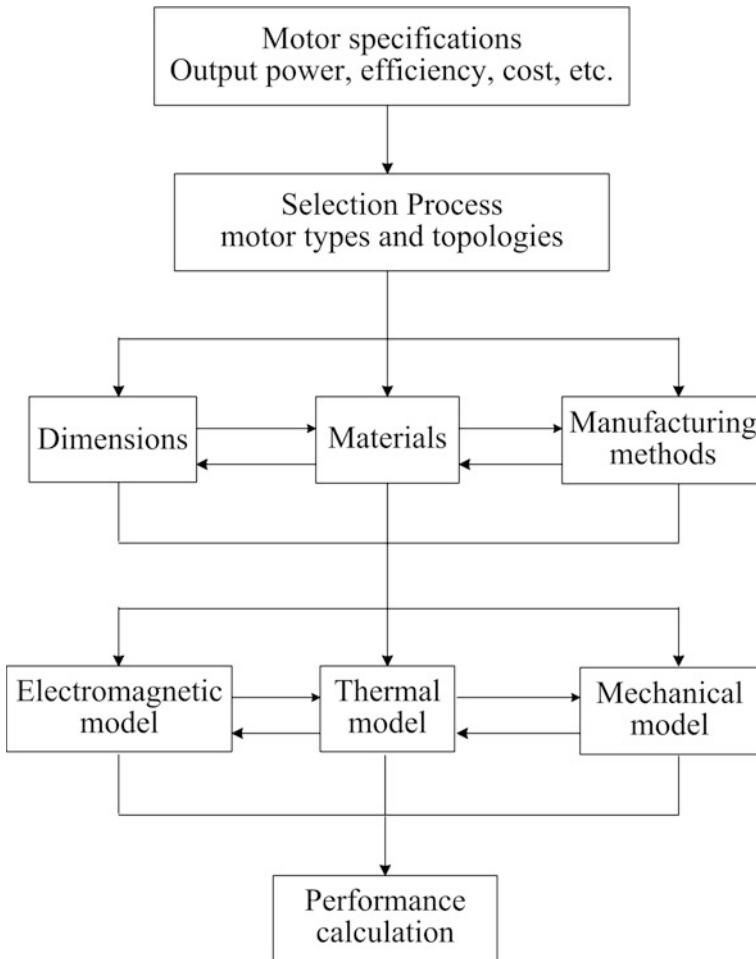 Motor specifications
Output power, efficiency, cost, etc.
Selection Process
motor types and topologies
Dimensions
Materials
Manufacturing
methods
Electromagnetic
model
Thermal
model
Mechanical
model
Performance
calculation